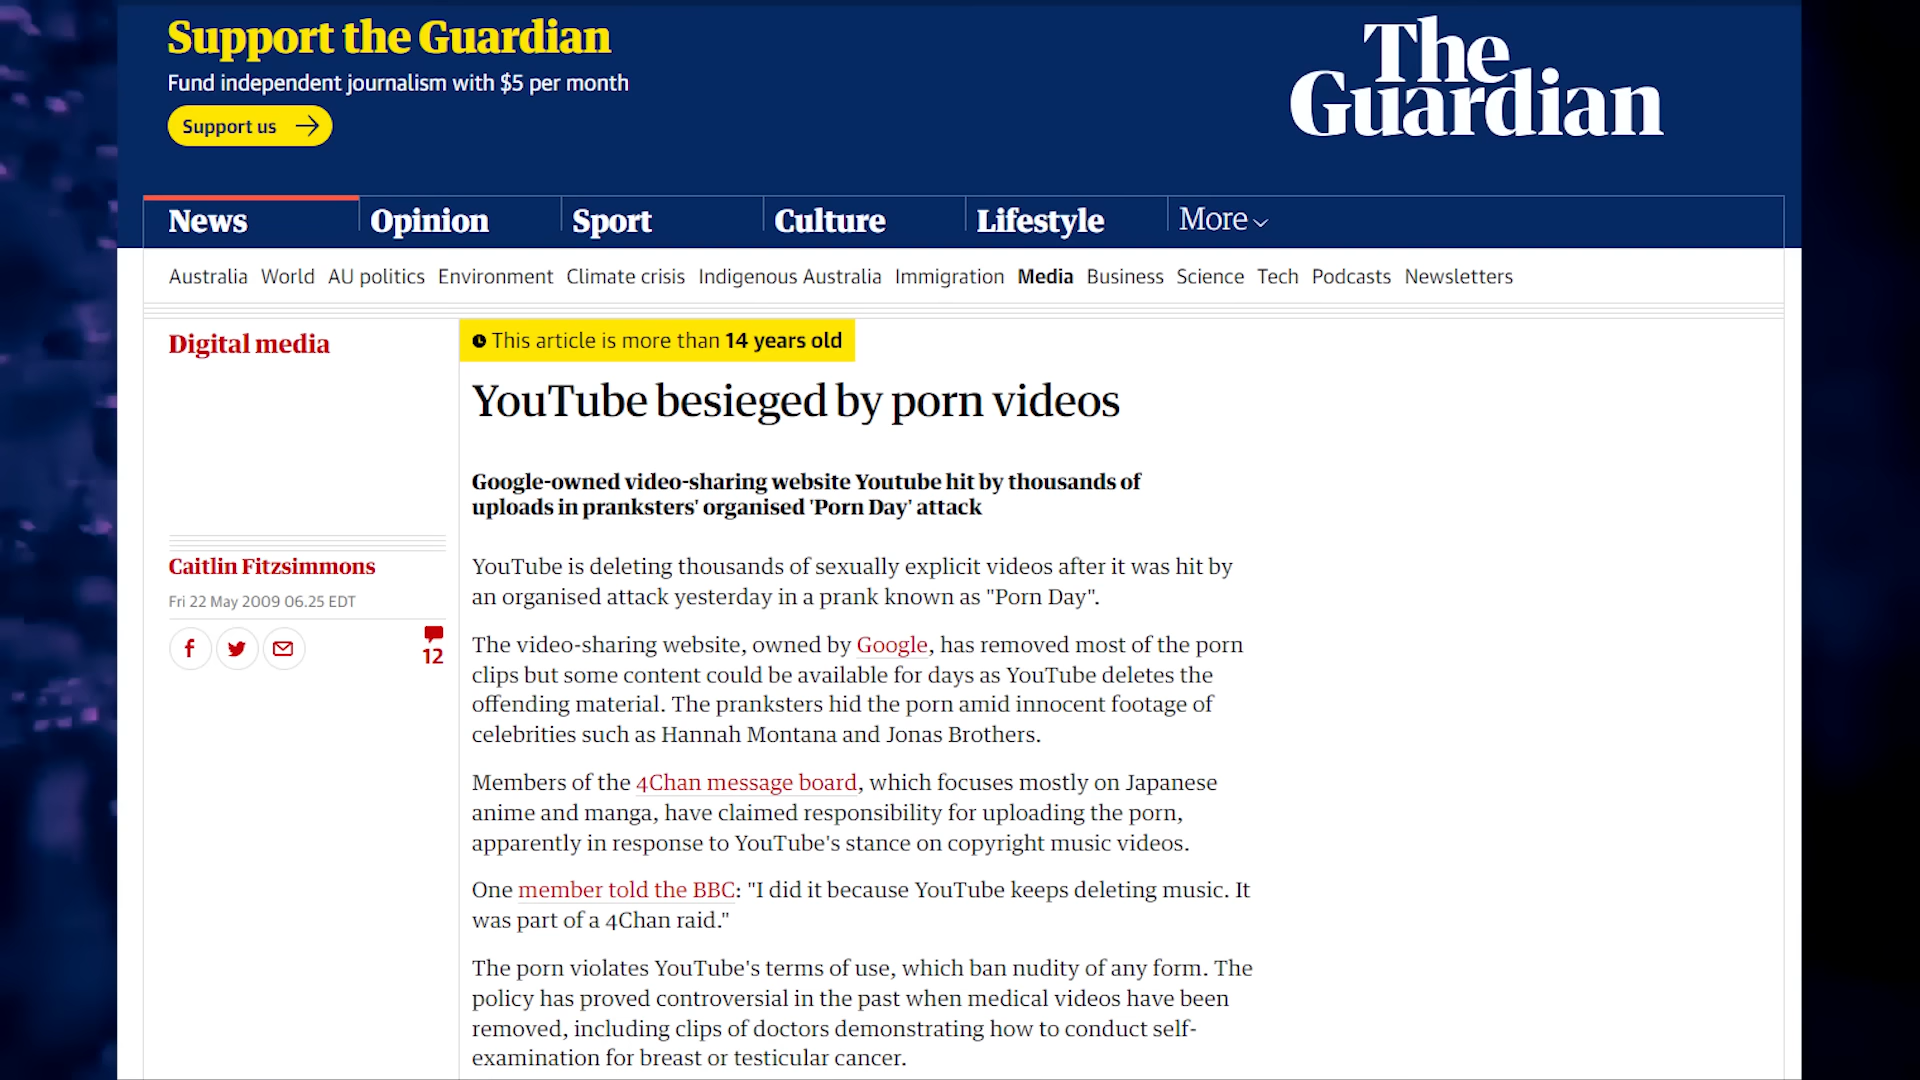 Support the Guardian
Fund independent journalism with $5 per month
Support us
The
Guardian
News Opinion Sport Culture Lifestyle More
Australia World AU politics Environment Climate crisis Indigenous Australia Immigration Media Business Science Tech Podcasts Newsletters
Digital media
This article is more than 14 years old
YouTube besieged by porn videos
Google-owned video-sharing website Youtube hit by thousands of
uploads in pranksters' organised 'Porn Day' attack
Caitlin Fitzsimmons
Fri 22 May 2009 06.25 EDT
12
YouTube is deleting thousands of sexually explicit videos after it was hit by
an organised attack yesterday in a prank known as "Porn Day".
The video-sharing website, owned by Google, has removed most of the porn
clips but some content could be available for days as YouTube deletes the
offending material. The pranksters hid the porn amid innocent footage of
celebrities such as Hannah Montana and Jonas Brothers.
Members of the 4Chan message board, which focuses mostly on Japanese
anime and manga, have claimed responsibility for uploading the porn,
apparently in response to YouTube's stance on copyright music videos.
One member told the BBC: "I did it because YouTube keeps deleting music. It
was part of a 4Chan raid."
The porn violates YouTube's terms of use, which ban nudity of any form. The
policy has proved controversial in the past when medical videos have been
removed, including clips of doctors demonstrating how to conduct self-
examination for breast or testicular cancer.